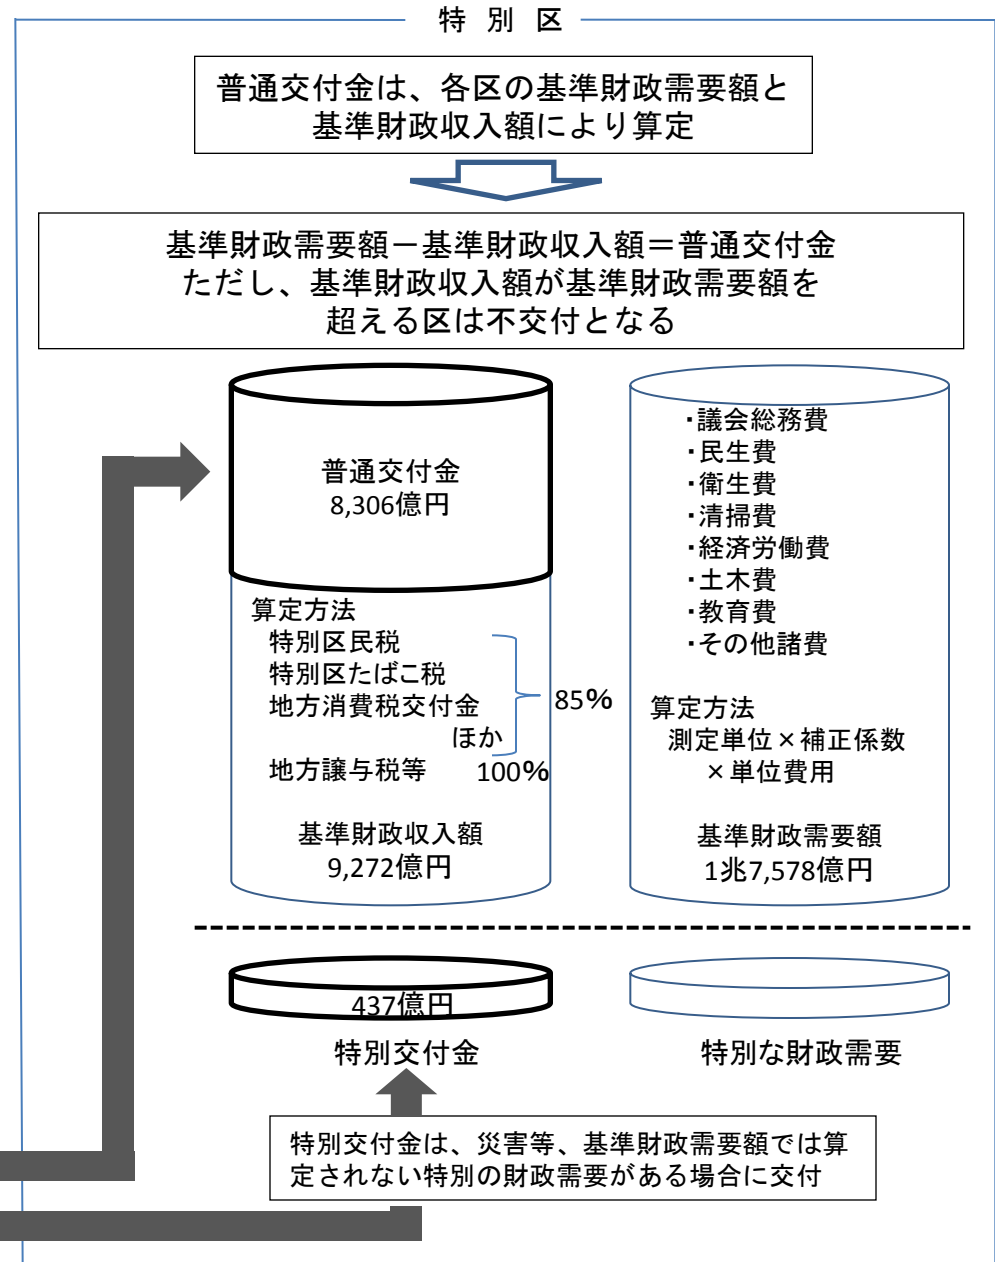 特別区
普通交付金は、各区の基準財政需要額と
基準財政収入額により算定
基準財政需要額－基準財政収入額＝普通交付金
ただし、基準財政収入額が基準財政需要額を
超える区は不交付となる
普通交付金
8,306億円
算定方法
特別区民税
特別区たばこ税
地方消費税交付金
ほか
85%
地方譲与税等 100%
基準財政収入額
9,272億円
・議会総務費
・民生費
・衛生費
・清掃費
・経済労働費
・土木費
・教育費
・その他諸費
算定方法
測定単位×補正係数
×単位費用
基準財政需要額
1兆7,578億円
437億円
特別交付金
特別な財政需要
特別交付金は、災害等、基準財政需要額では算
定されない特別の財政需要がある場合に交付